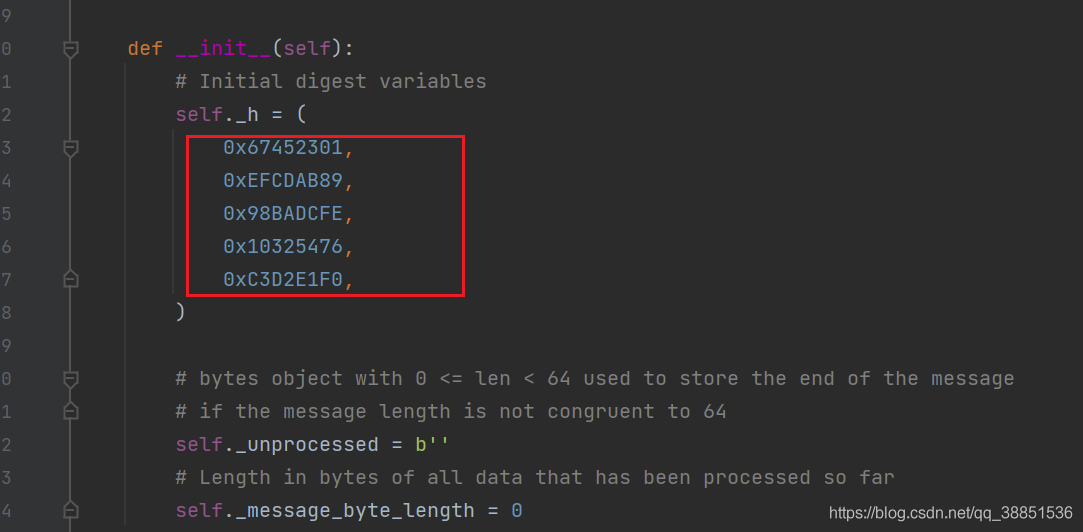 9
0 def __init__(self):
1 # Initial digest variables
2 self._h = (
3 0x67452301,
4 0xEFCDAB89,
5 0x98BADCFE,
6 0x10325476,
7 0xC3D2E1F0,
8 )
9
0 # bytes object with 0 <= len < 64 used to store the end of the message
1 # if the message length is not congruent to 64
2 self._unprocessed = b''
3 # Length in bytes of all data that has been processed so far
4 self._message_byte_length = 0
https://blog.csdn.net/qq_38851536